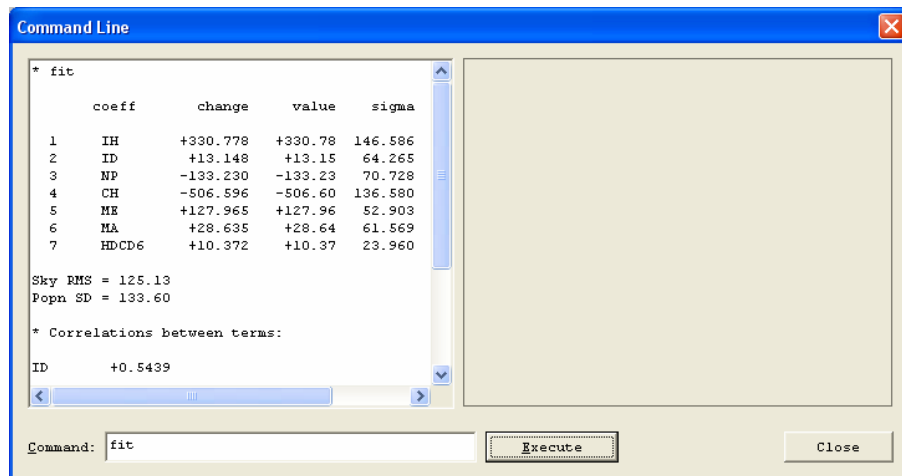 Command Line
* fit
coeff change value sigma
1 IH +330.778 +330.78 146.586
2 ID +13.148 +13.15 64.265
3 NP -133.230 -133.23 70.728
4 CH -506.596 -506.60 136.580
5 ME +127.965 +127.96 52.903
6 MA +28.635 +28.64 61.569
7 HDCD6 +10.372 +10.37 23.960
Sky RMS = 125.13
Popn SD = 133.60
* Correlations between terms:
ID +0.5439
Command: fit Execute Close